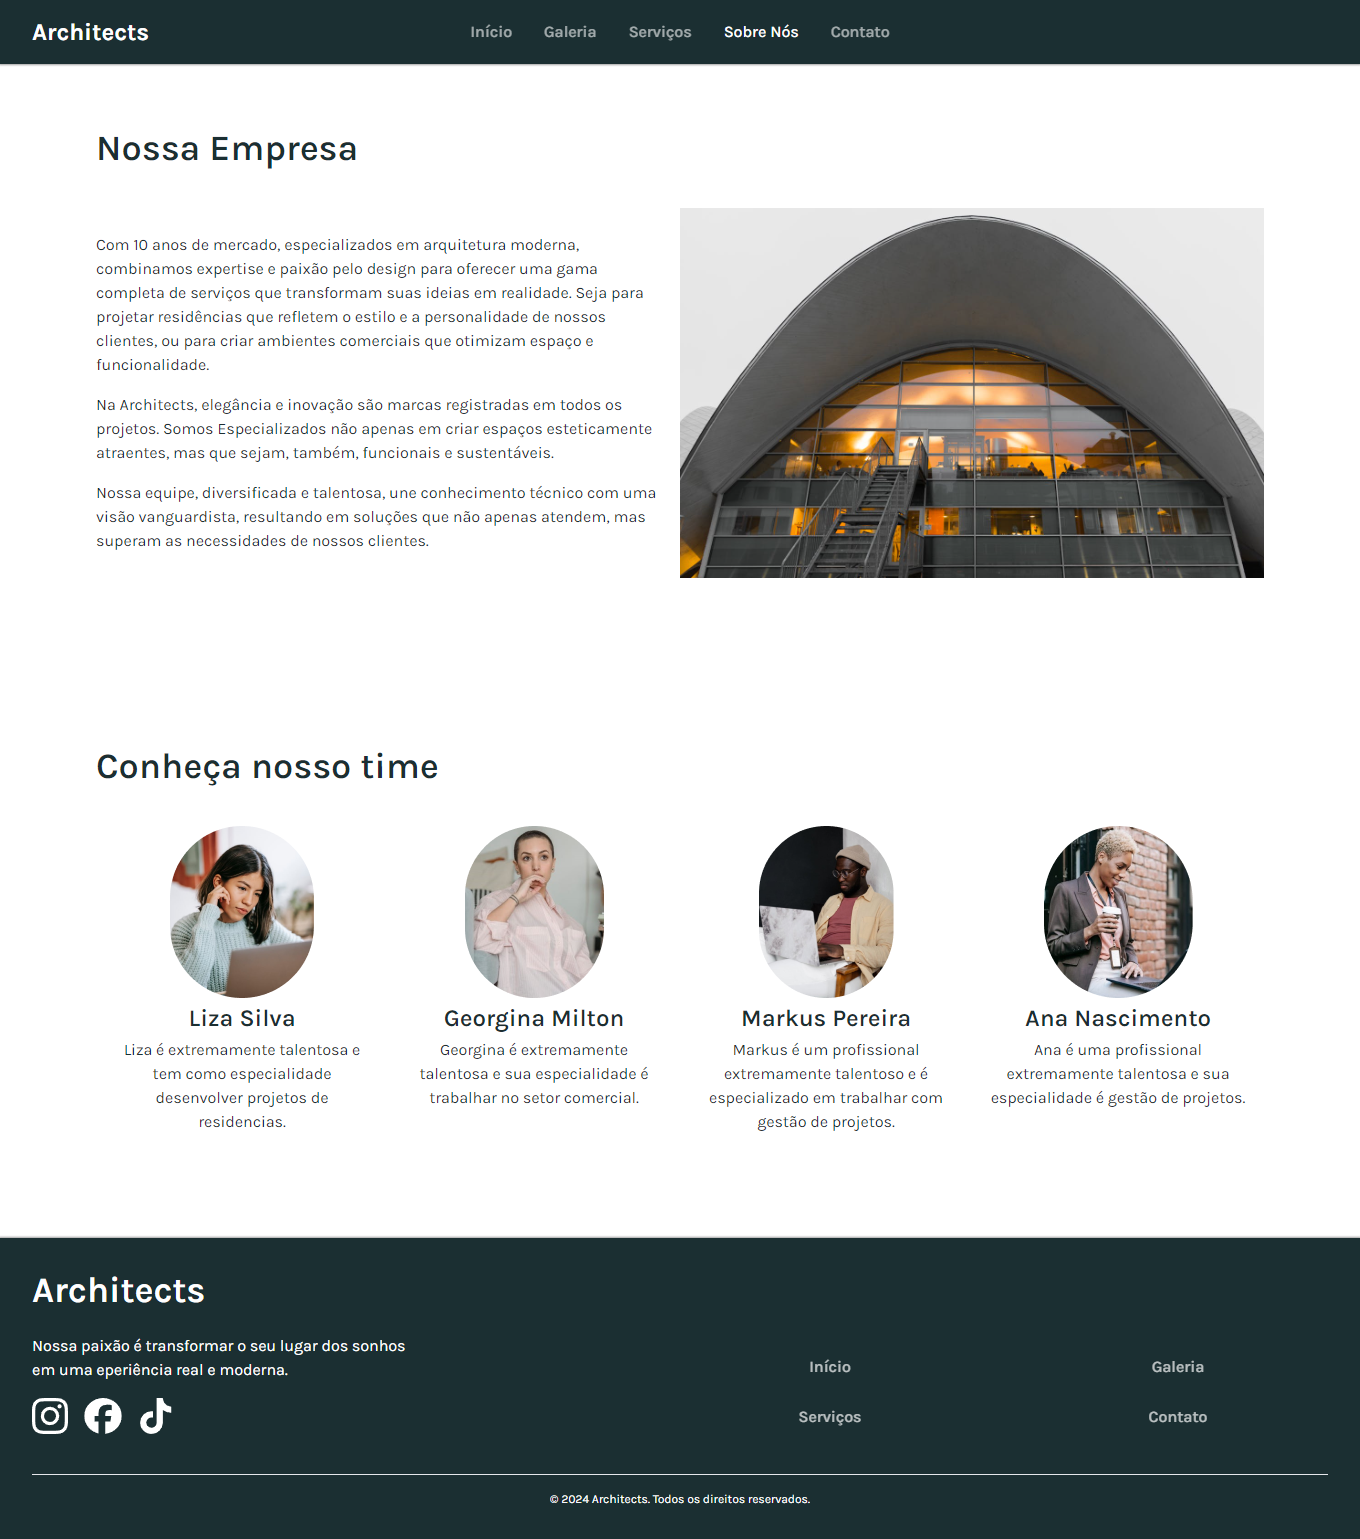 Architects
Início
Galeria
Serviços
Sobre Nós
Contato
Nossa Empresa
Com 10 anos de mercado, especializados em arquitetura moderna,
combinamos expertise e paixão pelo design para oferecer uma gama
completa de serviços que transformam suas ideias em realidade. Seja para
projetar residências que refletem o estilo e a personalidade de nossos
clientes, ou para criar ambientes comerciais que otimizam espaço e
funcionalidade.
Na Architects, elegância e inovação são marcas registradas em todos os
projetos. Somos Especializados não apenas em criar espaços esteticamente
atraentes, mas que sejam, também, funcionais e sustentáveis.
Nossa equipe, diversificada e talentosa, une conhecimento técnico com uma
visão vanguardista, resultando em soluções que não apenas atendem, mas
superam as necessidades de nossos clientes.
Conheça nosso time
Liza Silva
Liza é extremamente talentosa e
tem como especialidade
desenvolver projetos de
residencias.
Georgina Milton
Georgina é extremamente
talentosa e sua especialidade é
trabalhar no setor comercial.
Markus Pereira
Markus é um profissional
extremamente talentoso e é
especializado em trabalhar com
gestão de projetos.
Ana Nascimento
Ana é uma profissional
extremamente talentosa e sua
especialidade é gestão de projetos.
Architects
Nossa paixão é transformar o seu lugar dos sonhos
em uma eperiência real e moderna.
Início
Galeria
Serviços
Contato
© 2024 Architects. Todos os direitos reservados.